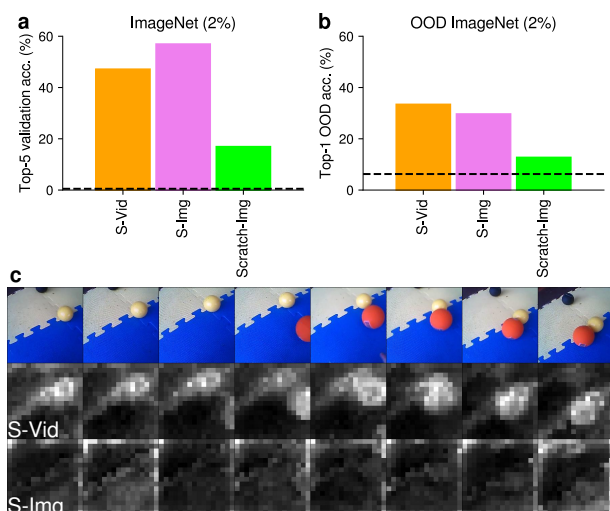 a
ImageNet (2%)
Top-5 validation acc. (%)
60
40
20
0
S-Vid
S-Img
Scratch-Img
b
OOD ImageNet (2%)
Top-1 OOD acc. (%)
60
40
20
0
S-Vid
S-Img
Scratch-Img
c
S-Vid
S-Img